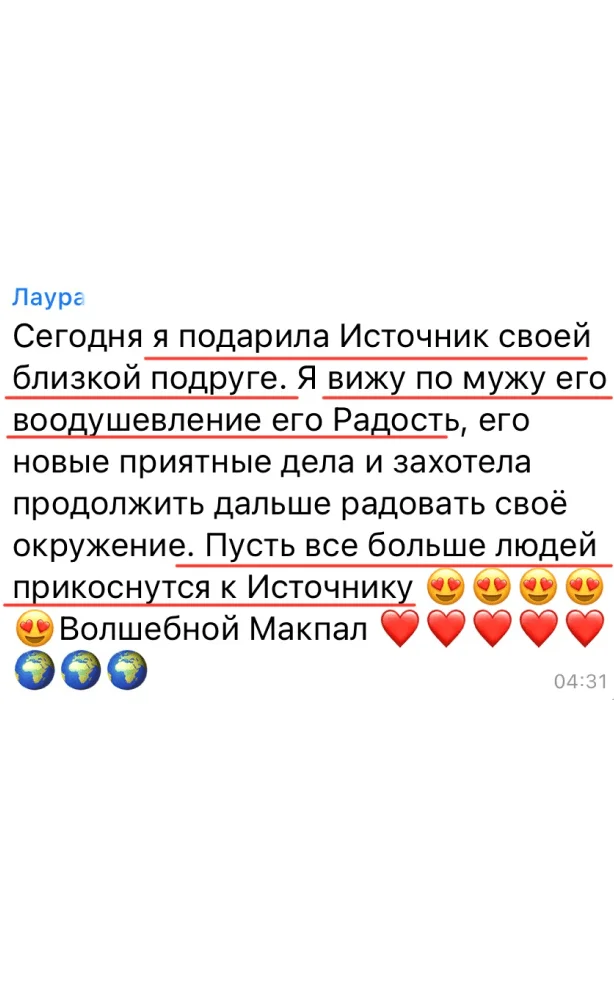 Лаура
Сегодня я подарила Источник своей
близкой подруге. Я вижу по мужу его
воодушевление его Радость, его
новые приятные дела и захотела
продолжить дальше радовать своё
окружение. Пусть все больше людей
прикоснутся к Источнику 😍😍😍😍
😍Волшебной Макпал ❤️❤️❤️❤️❤️
🌍🌍🌍
04:31